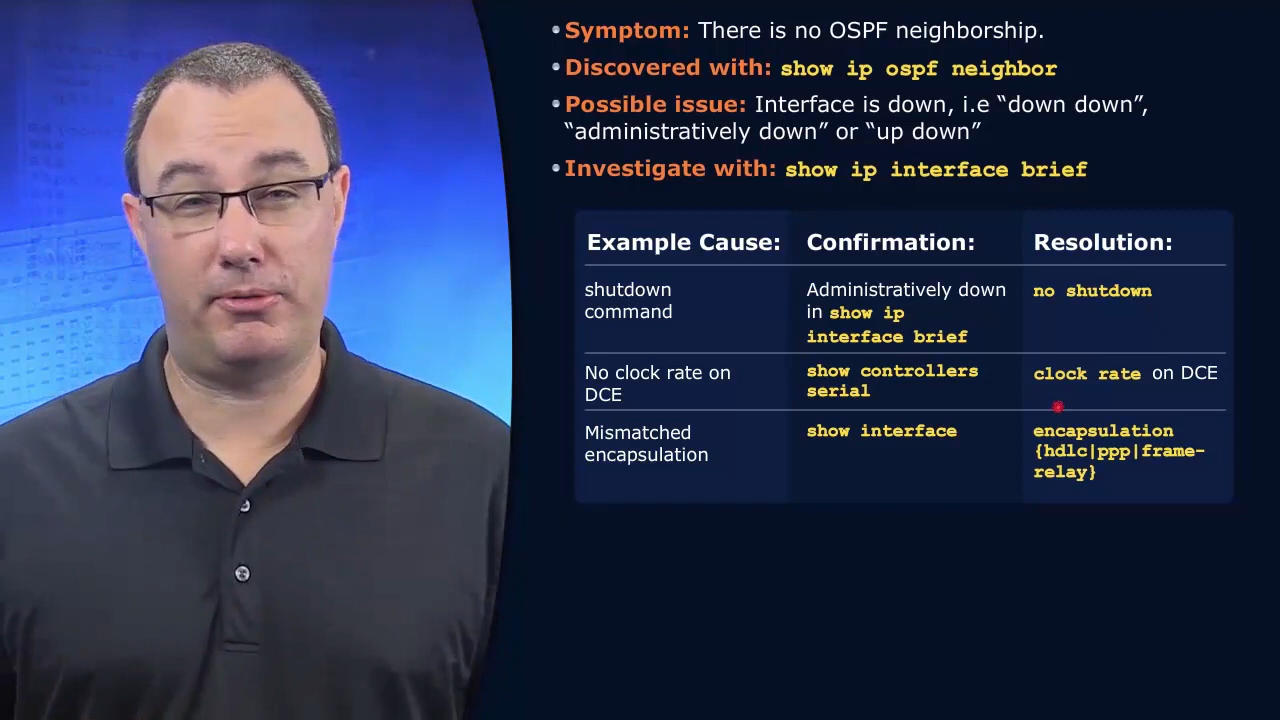 Symptom: There is no OSPF neighborship.
Discovered with: show ip ospf neighbor
Possible issue: Interface is down, i.e “down down”,
“administratively down” or “up down”
Investigate with: show ip interface brief
Example Cause: Confirmation: Resolution:
shutdown
command
Administratively down
in show ip
interface brief
no shutdown
No clock rate on
DCE
show controllers
serial
clock rate on DCE
Mismatched
encapsulation
show interface
encapsulation
{hdlc|ppp|frame-
relay}